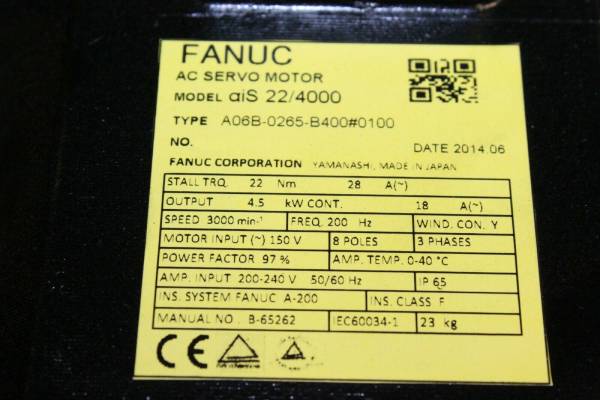 FANUC
AC SERVO MOTOR
MODEL αiS 22/4000
TYPE A06B-0265-B400#0100
NO. DATE 2014.06
FANUC CORPORATION YAMANASHI, MADE IN JAPAN
STALL TRQ. 22 Nm 28 A(~)
OUTPUT 4.5 kW CONT. 18 A(~)
SPEED 3000 min⁻¹ FREQ. 200 Hz WIND. CON. Y
MOTOR INPUT (~) 150 V 8 POLES 3 PHASES
POWER FACTOR 97 % AMP. TEMP. 0-40 °C
AMP. INPUT 200-240 V 50/60 Hz IP 65
INS. SYSTEM FANUC A-200 INS. CLASS F
MANUAL NO. B-65262 IEC60034-1 23 kg
CE